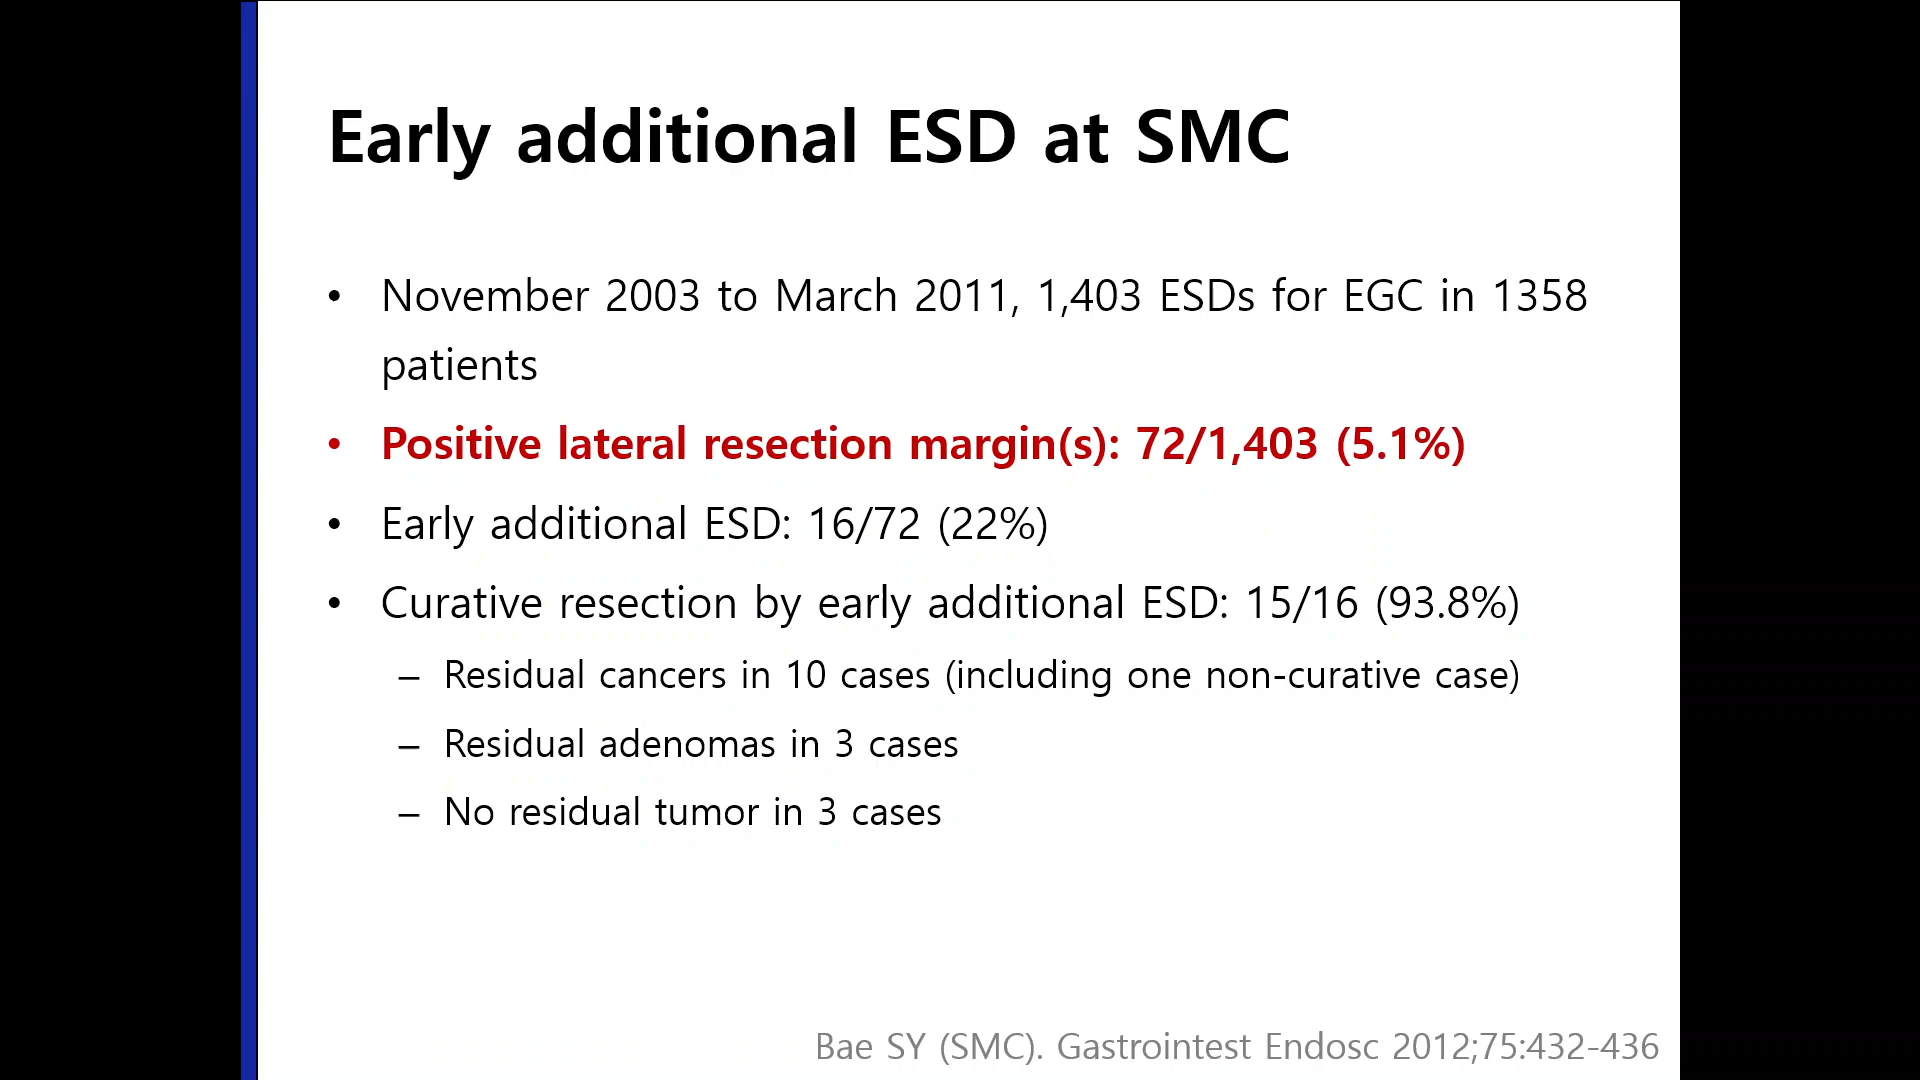 Early additional ESD at SMC
• November 2003 to March 2011, 1,403 ESDs for EGC in 1358
patients
• Positive lateral resection margin(s): 72/1,403 (5.1%)
• Early additional ESD: 16/72 (22%)
• Curative resection by early additional ESD: 15/16 (93.8%)
– Residual cancers in 10 cases (including one non-curative case)
– Residual adenomas in 3 cases
– No residual tumor in 3 cases
Bae SY (SMC). Gastrointest Endosc 2012;75:432-436